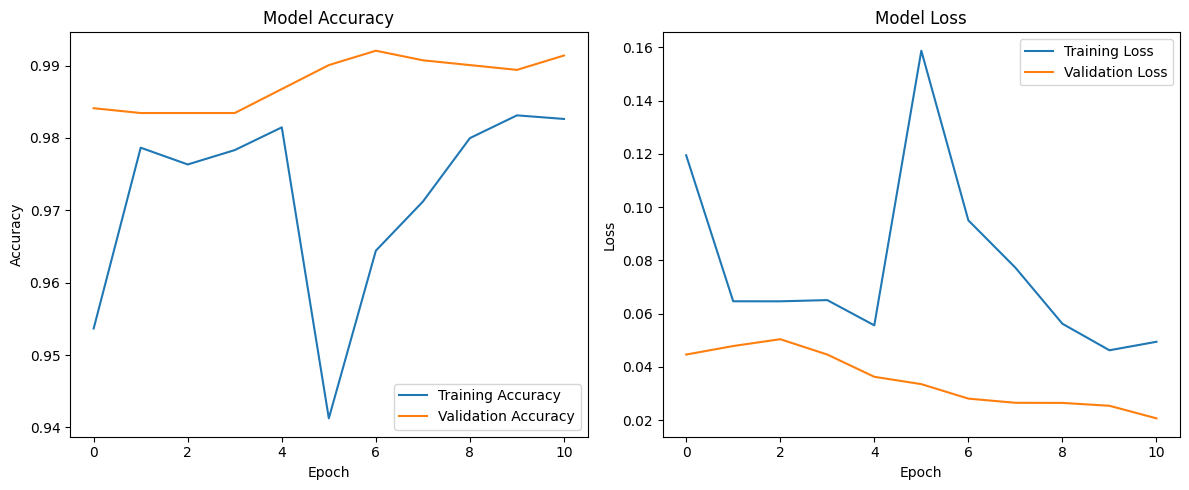 Model Accuracy
0.99
0.98
0.97
0.96
0.95
0.94
Accuracy
0 2 4 6 8 10
Epoch
Training Accuracy
Validation Accuracy
Model Loss
0.16
0.14
0.12
0.10
0.08
0.06
0.04
0.02
Loss
0 2 4 6 8 10
Epoch
Training Loss
Validation Loss